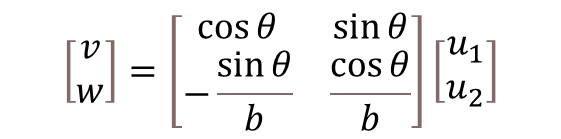 [v w] = [cos θ sin θ − sin θ / b cos θ / b] [u₁ u₂]